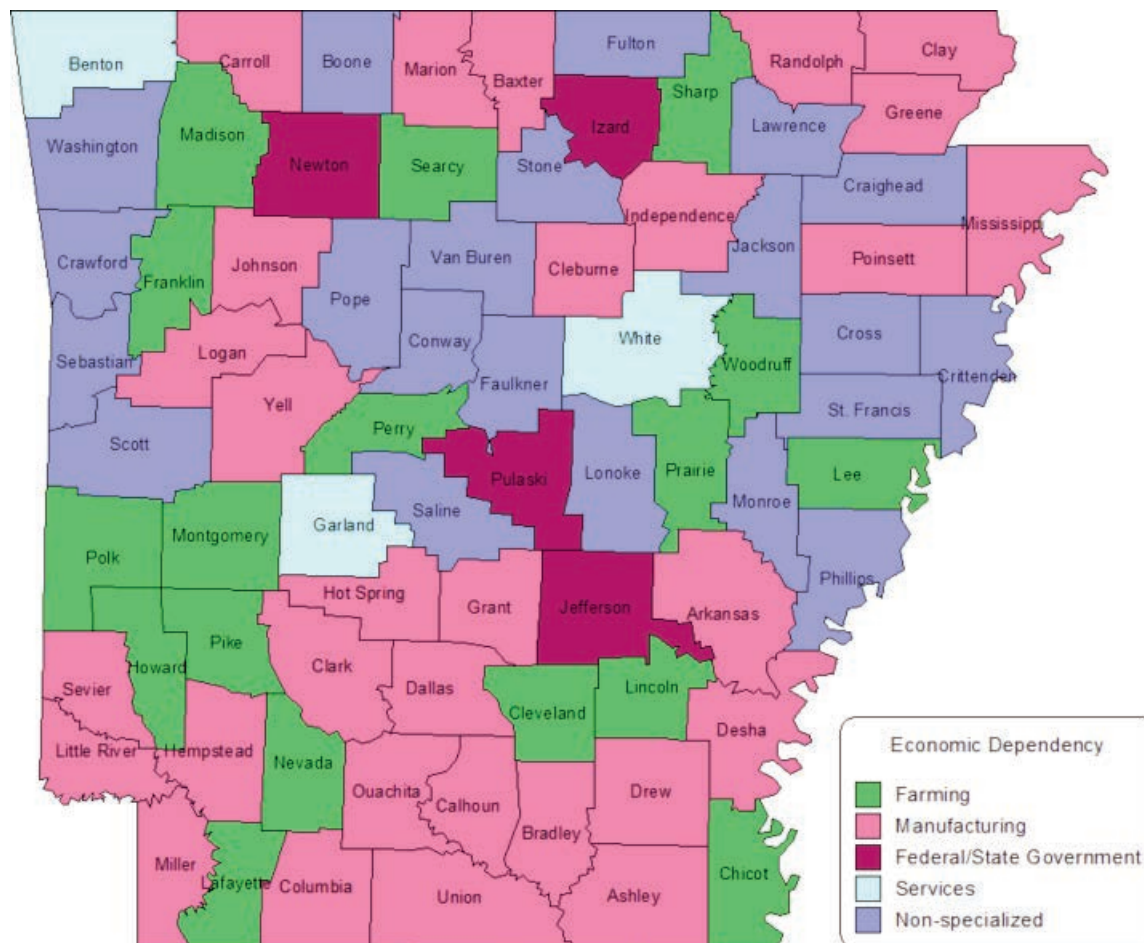 Benton
Carroll
Boone
Marion
Baxter
Fulton
Sharp
Randolph
Clay
Greene
Washington
Madison
Newton
Searcy
Stone
Izard
Lawrence
Craighead
Mississippi
Crawford
Franklin
Johnson
Pope
Van Buren
Cleburne
Independence
Jackson
Poinsett
Sebastian
Logan
Yell
Conway
Faulkner
White
Woodruff
Cross
Crittenden
St. Francis
Scott
Perry
Pulaski
Lonoke
Prairie
Monroe
Lee
Polk
Montgomery
Garland
Saline
Phillips
Hot Spring
Grant
Jefferson
Arkansas
Howard
Pike
Clark
Dallas
Cleveland
Lincoln
Desha
Sevier
Little River
Hempstead
Nevada
Ouachita
Calhoun
Bradley
Drew
Miller
Lafayette
Columbia
Union
Ashley
Chicot
Economic Dependency
Farming
Manufacturing
Federal/State Government
Services
Non-specialized